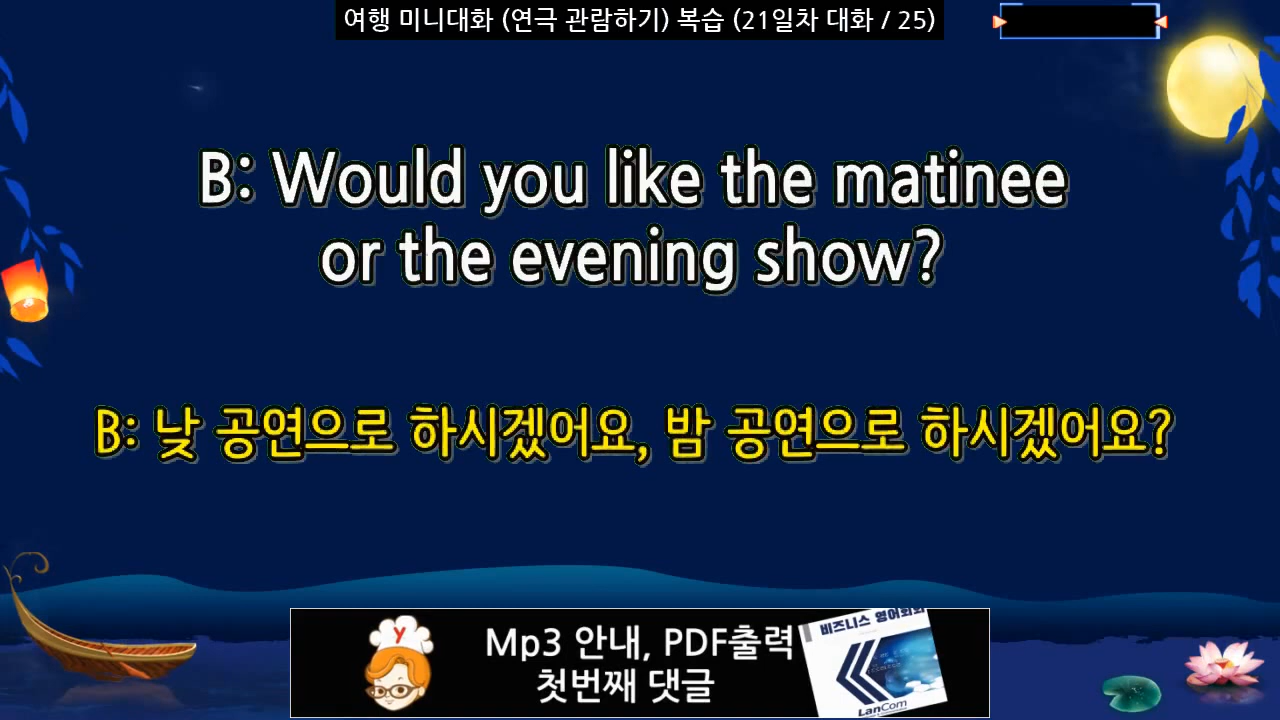 여행 미니대화 (연극 관람하기) 복습 (21일차 대화 / 25)
B: Would you like the matinee
or the evening show?
B: 낮 공연으로 하시겠어요, 밤 공연으로 하시겠어요?
Y
Mp3 안내, PDF출력
첫번째 댓글
비즈니스 영어회화
LanCom